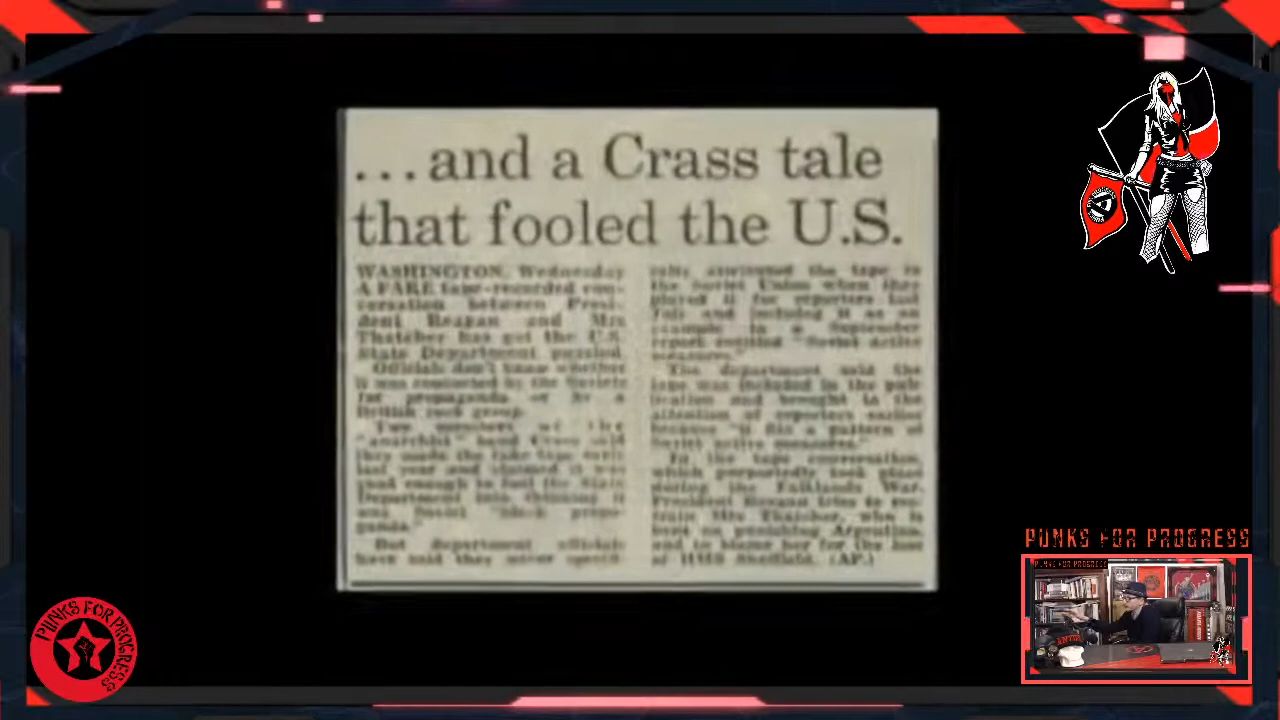 ...and a Crass tale
that fooled the U.S.
WASHINGTON, Wednesday
A FAKE tape-recorded con-
versation between Presi-
dent Reagan and Mrs
Thatcher has got the U.S.
State Department puzzled.
Officials don't know whether
it was concocted by the Soviets
for propaganda or by a
British rock group.
Two members of the
"anarchist" band Crass said
they made the fake tape early
last year and claimed it was
good enough to fool the State
Department into thinking it
was Soviet "black propa-
ganda."
But department officials
have said they never specifi-
cally attributed the tape to
the Soviet Union when they
played it for reporters last
July and including it as an
example in a September
report entitled "Soviet active
measures."
The department said the
tape was included in the pub-
lication and brought to the
attention of reporters earlier
because "it fits a pattern of
Soviet active measures."
In the tape conversation,
which purportedly took place
during the Falklands War,
President Reagan tries to res-
train Mrs Thatcher, who is
bent on punishing Argentina,
and to blame her for the loss
of HMS Sheffield. (AP.)
PUNKS FOR PROGRESS
PUNKS FOR PROGRESS
PUNKS FOR PROGRESS